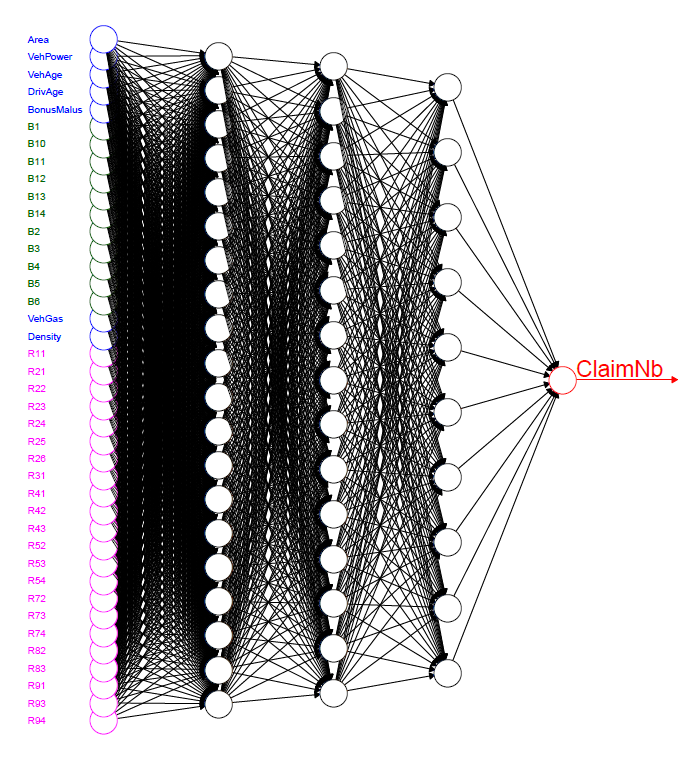 Area
VehPower
VehAge
DrivAge
BonusMalus
B1
B10
B11
B12
B13
B14
B2
B3
B4
B5
B6
VehGas
Density
R11
R21
R22
R23
R24
R25
R26
R31
R41
R42
R43
R52
R53
R54
R72
R73
R74
R82
R83
R91
R93
R94
ClaimNb